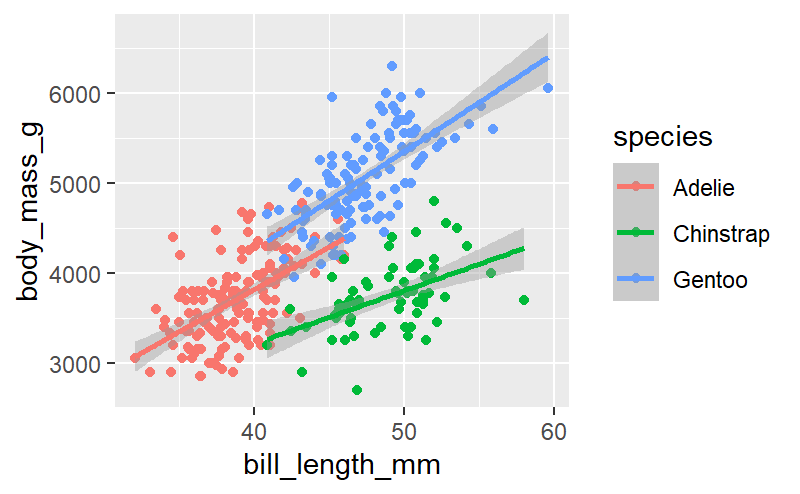 6000
5000
4000
3000
body_mass_g
40
50
60
bill_length_mm
species
Adelie
Chinstrap
Gentoo